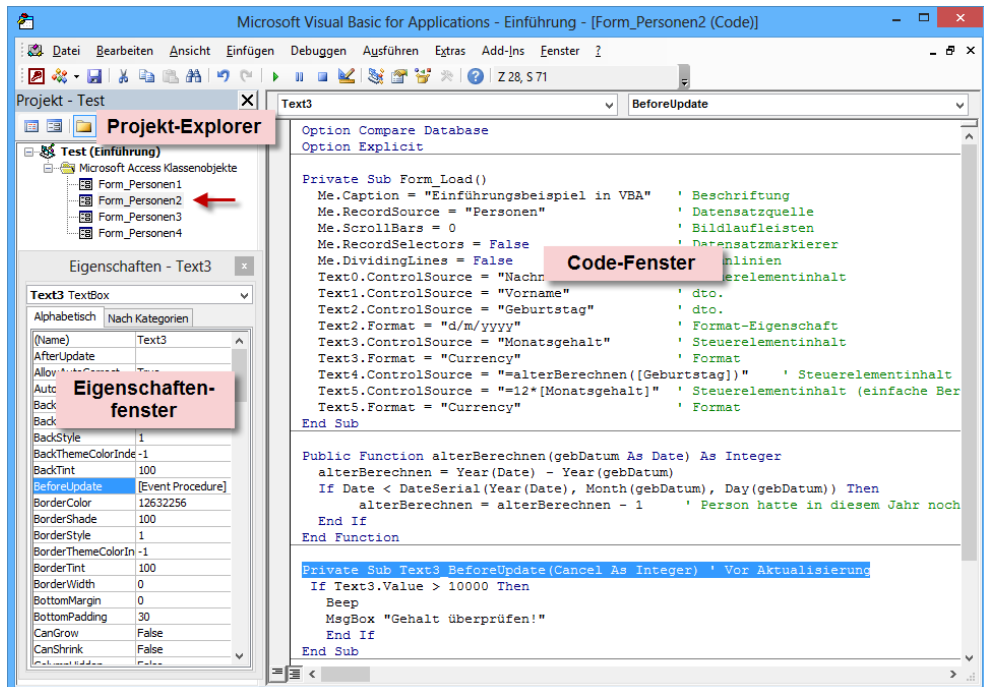 Microsoft Visual Basic for Applications - Einführung - [Form_Personen2 (Code)]
Datei Bearbeiten Ansicht Einfügen Debuggen Ausführen Extras Add-Ins Fenster ?
Z 28, S 71
Projekt - Test
Projekt-Explorer
Test (Einführung)
Microsoft Access Klassenobjekte
Form_Personen1
Form_Personen2
Form_Personen3
Form_Personen4
Eigenschaften - Text3
Text3 TextBox
Alphabetisch Nach Kategorien
(Name) Text3
AfterUpdate
Eigenschaften-
fenster
BackStyle 1
BackThemeColorInde -1
BackTint 100
BeforeUpdate [Event Procedure]
BorderColor 12632256
BorderShade 100
BorderStyle 1
BorderThemeColorIn -1
BorderTint 100
BorderWidth 0
BottomMargin 0
BottomPadding 30
CanGrow False
CanShrink False
Text3 BeforeUpdate
Option Compare Database
Option Explicit
Private Sub Form_Load()
Me.Caption = "Einführungsbeispiel in VBA" ' Beschriftung
Me.RecordSource = "Personen" ' Datensatzquelle
Me.ScrollBars = 0 ' Bildlaufleisten
Me.RecordSelectors = False ' Datensatzmarkierer
Me.DividingLines = False nlinien
Code-Fenster
Text0.ControlSource = "Nachn uerelementinhalt
Text1.ControlSource = "Vorname" ' dto.
Text2.ControlSource = "Geburtstag" ' dto.
Text2.Format = "d/m/yyyy" ' Format-Eigenschaft
Text3.ControlSource = "Monatsgehalt" ' Steuerelementinhalt
Text3.Format = "Currency" ' Format
Text4.ControlSource = "=alterBerechnen([Geburtstag])" ' Steuerelementinhalt
Text5.ControlSource = "=12*[Monatsgehalt]" ' Steuerelementinhalt (einfache Ber
Text5.Format = "Currency" ' Format
End Sub
Public Function alterBerechnen(gebDatum As Date) As Integer
alterBerechnen = Year(Date) - Year(gebDatum)
If Date < DateSerial(Year(Date), Month(gebDatum), Day(gebDatum)) Then
alterBerechnen = alterBerechnen - 1 ' Person hatte in diesem Jahr noch
End If
End Function
Private Sub Text3_BeforeUpdate(Cancel As Integer) ' Vor Aktualisierung
If Text3.Value > 10000 Then
Beep
MsgBox "Gehalt überprüfen!"
End If
End Sub